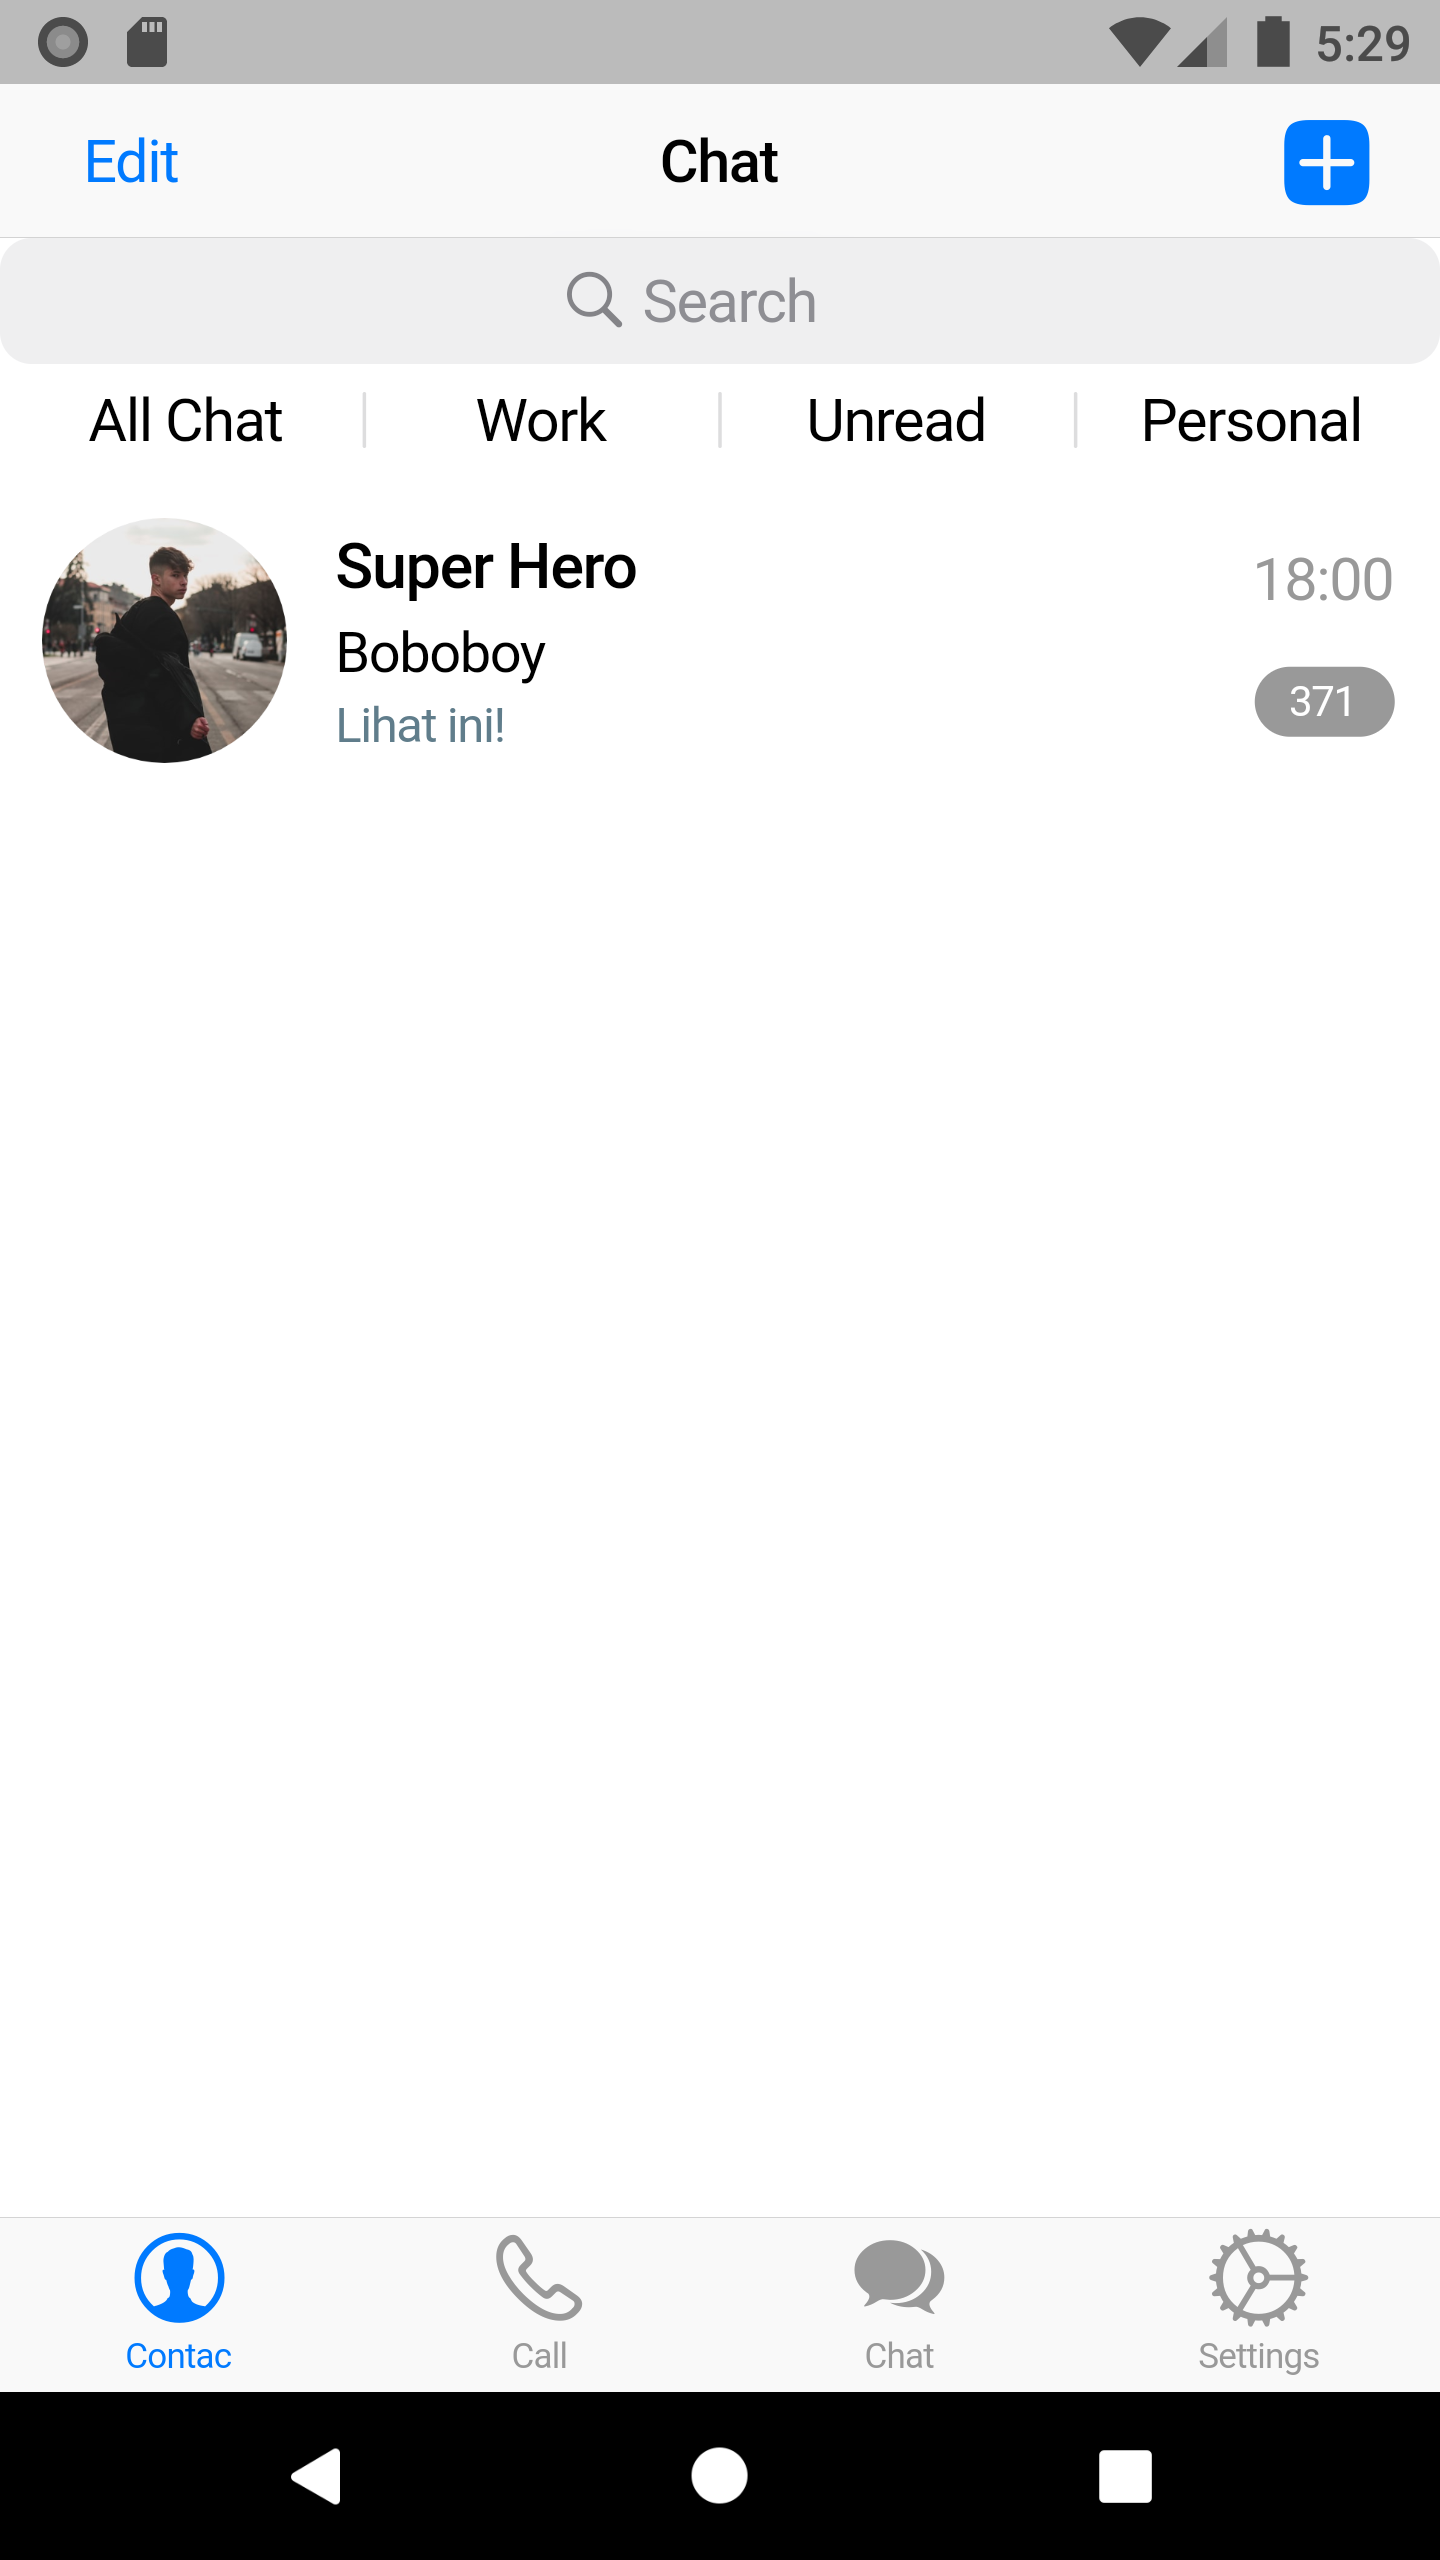 5:29
Edit
Chat
Search
All Chat
Work
Unread
Personal
Super Hero
18:00
Boboboy
371
Lihat ini!
Contac
Call
Chat
Settings